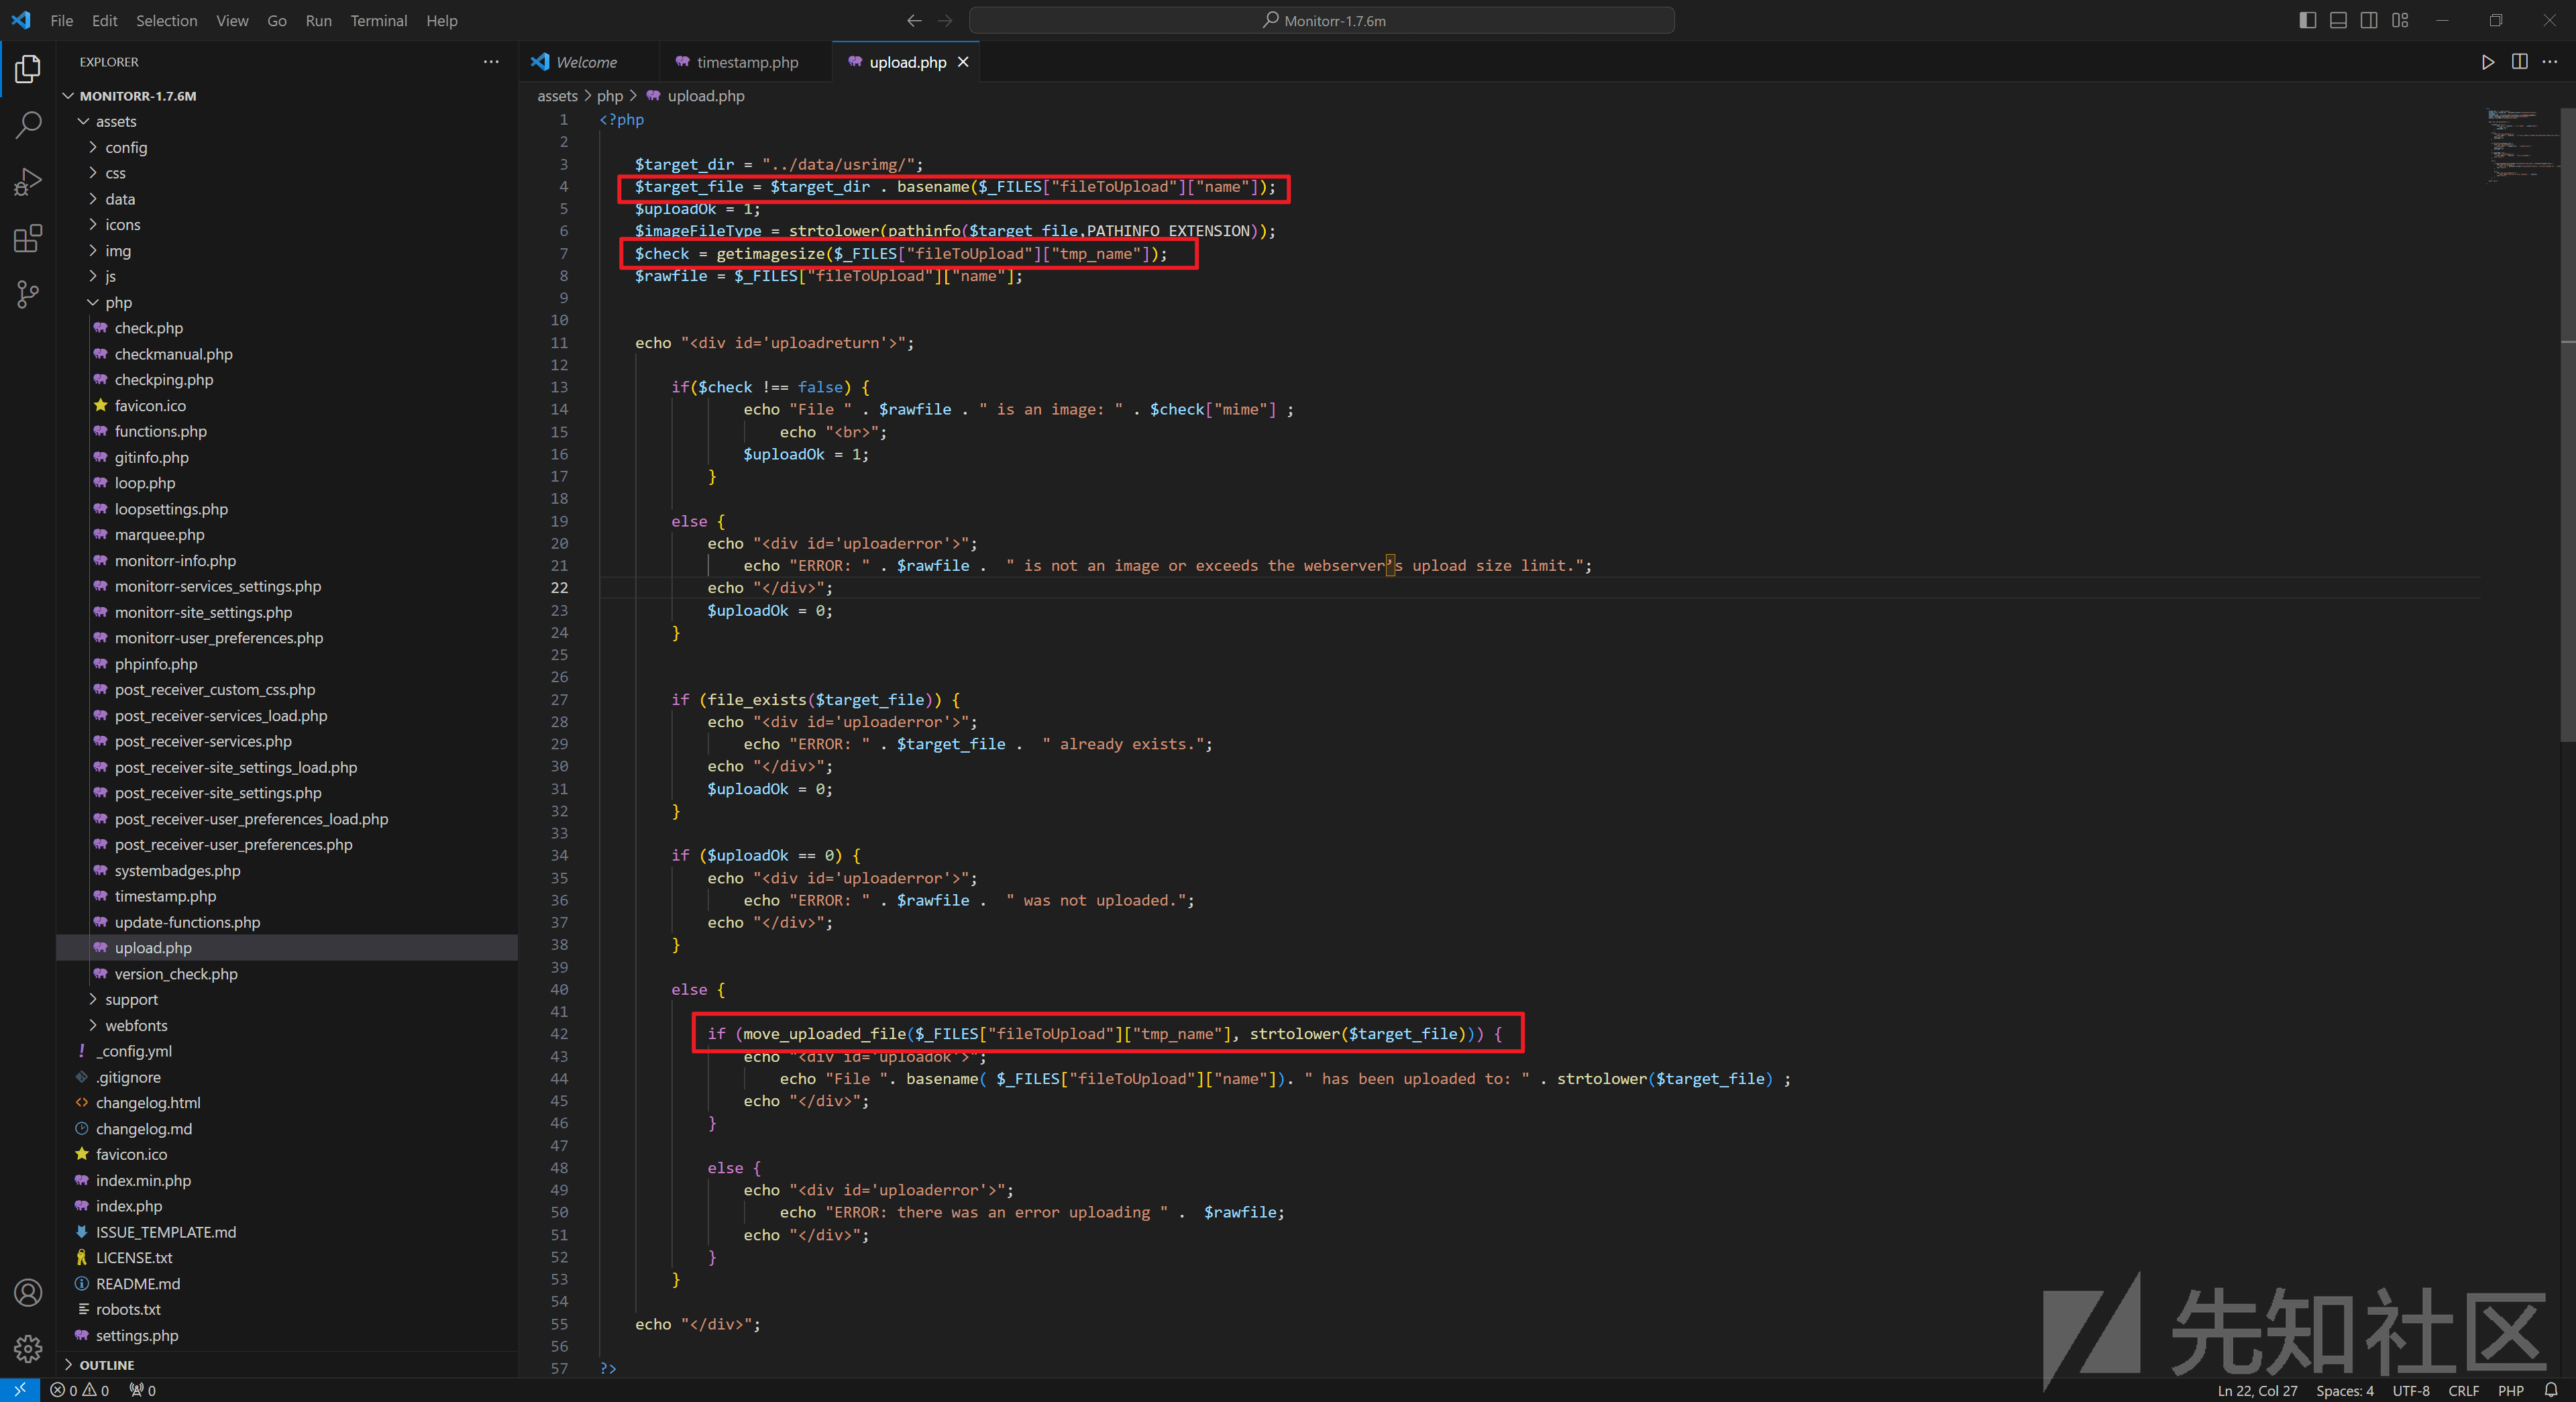 File Edit Selection View Go Run Terminal Help
Monitorr-1.7.6m
EXPLORER
MONITORR-1.7.6M
assets
config
css
data
icons
img
js
php
check.php
checkmanual.php
checkping.php
favicon.ico
functions.php
gitinfo.php
loop.php
loopsettings.php
marquee.php
monitorr-info.php
monitorr-services_settings.php
monitorr-site_settings.php
monitorr-user_preferences.php
phpinfo.php
post_receiver_custom_css.php
post_receiver-services_load.php
post_receiver-services.php
post_receiver-site_settings_load.php
post_receiver-site_settings.php
post_receiver-user_preferences_load.php
post_receiver-user_preferences.php
systembadges.php
timestamp.php
update-functions.php
upload.php
version_check.php
support
webfonts
_config.yml
.gitignore
changelog.html
changelog.md
favicon.ico
index.min.php
index.php
ISSUE_TEMPLATE.md
LICENSE.txt
README.md
robots.txt
settings.php
OUTLINE
Welcome timestamp.php upload.php
assets > php > upload.php
1 <?php
2
3 $target_dir = "../data/usrimg/";
4 $target_file = $target_dir . basename($_FILES["fileToUpload"]["name"]);
5 $uploadOk = 1;
6 $imageFileType = strtolower(pathinfo($target_file,PATHINFO_EXTENSION));
7 $check = getimagesize($_FILES["fileToUpload"]["tmp_name"]);
8 $rawfile = $_FILES["fileToUpload"]["name"];
9
10
11 echo "<div id='uploadreturn'>";
12
13 if($check !== false) {
14 echo "File " . $rawfile . " is an image: " . $check["mime"] ;
15 echo "<br>";
16 $uploadOk = 1;
17 }
18
19 else {
20 echo "<div id='uploaderror'>";
21 echo "ERROR: " . $rawfile .  " is not an image or exceeds the webserver’s upload size limit.";
22 echo "</div>";
23 $uploadOk = 0;
24 }
25
26
27 if (file_exists($target_file)) {
28 echo "<div id='uploaderror'>";
29 echo "ERROR: " . $target_file .  " already exists.";
30 echo "</div>";
31 $uploadOk = 0;
32 }
33
34 if ($uploadOk == 0) {
35 echo "<div id='uploaderror'>";
36 echo "ERROR: " . $rawfile .  " was not uploaded.";
37 echo "</div>";
38 }
39
40 else {
41
42 if (move_uploaded_file($_FILES["fileToUpload"]["tmp_name"], strtolower($target_file))) {
43 echo "<div id='uploadok'>";
44 echo "File ". basename( $_FILES["fileToUpload"]["name"]). " has been uploaded to: " . strtolower($target_file) ;
45 echo "</div>";
46 }
47
48 else {
49 echo "<div id='uploaderror'>";
50 echo "ERROR: there was an error uploading " .  $rawfile;
51 echo "</div>";
52 }
53 }
54
55 echo "</div>";
56
57 ?>
先知社区
0 0 0 Ln 22, Col 27 Spaces: 4 UTF-8 CRLF PHP